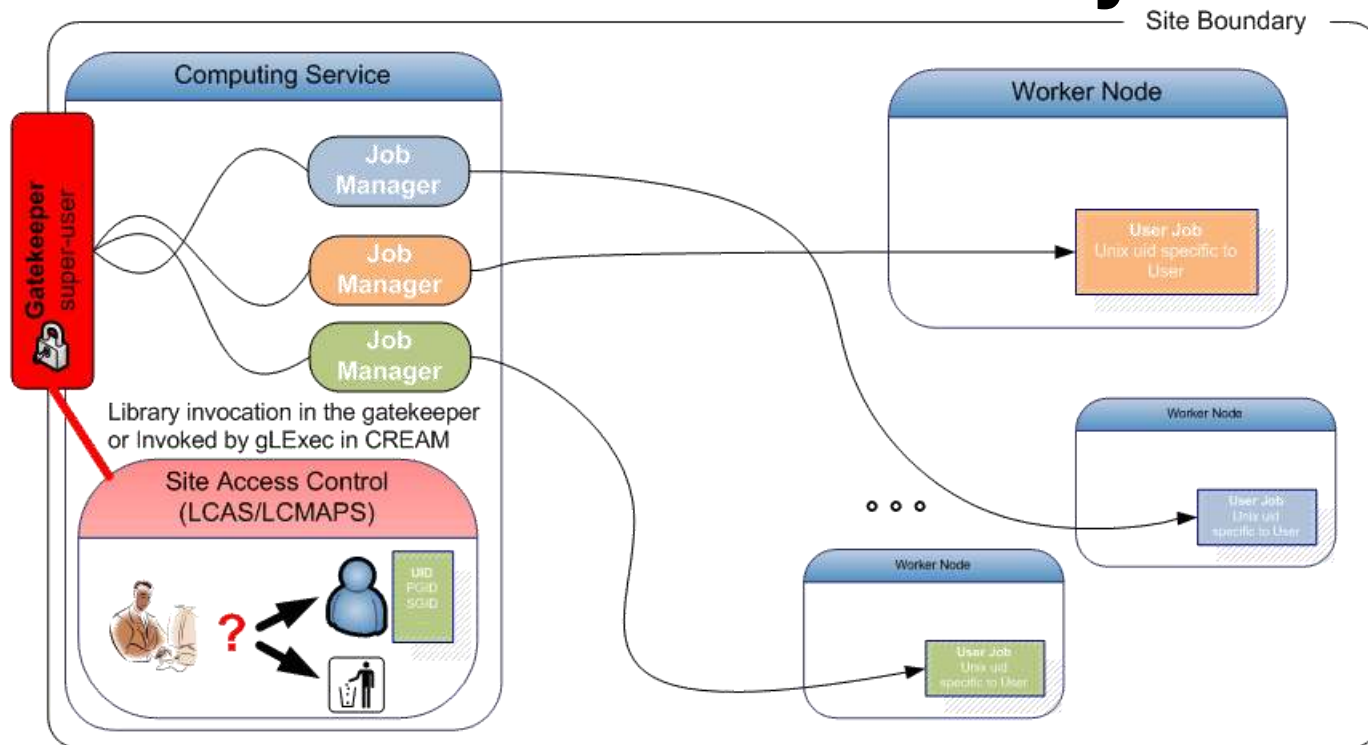 Site Boundary
Computing Service
Worker Node
Gatekeeper
super-user
Job
Manager
Job
Manager
Job
Manager
User Job
Unix uid specific to
User
Library invocation in the gatekeeper
or Invoked by gLExec in CREAM
Site Access Control
(LCAS/LCMAPS)
UID
PGID
SGID
?
Worker Node
User Job
Unix uid
specific to User
Worker Node
User Job
Unix uid
specific to User